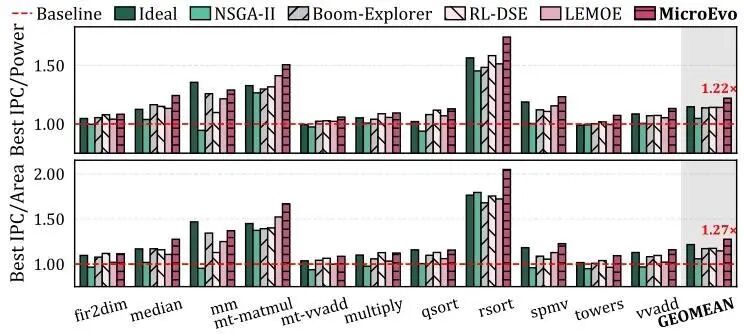 Baseline Ideal NSGA-II Boom-Explorer RL-DSE LEMOE MicroEvo
Best IPC/Power
1.50
1.00
1.22×
Best IPC/Area
2.00
1.50
1.00
1.27×
fir2dim median mm mt-matmul mt-vvadd multiply qsort rsort spmv towers vvadd GEOMEAN